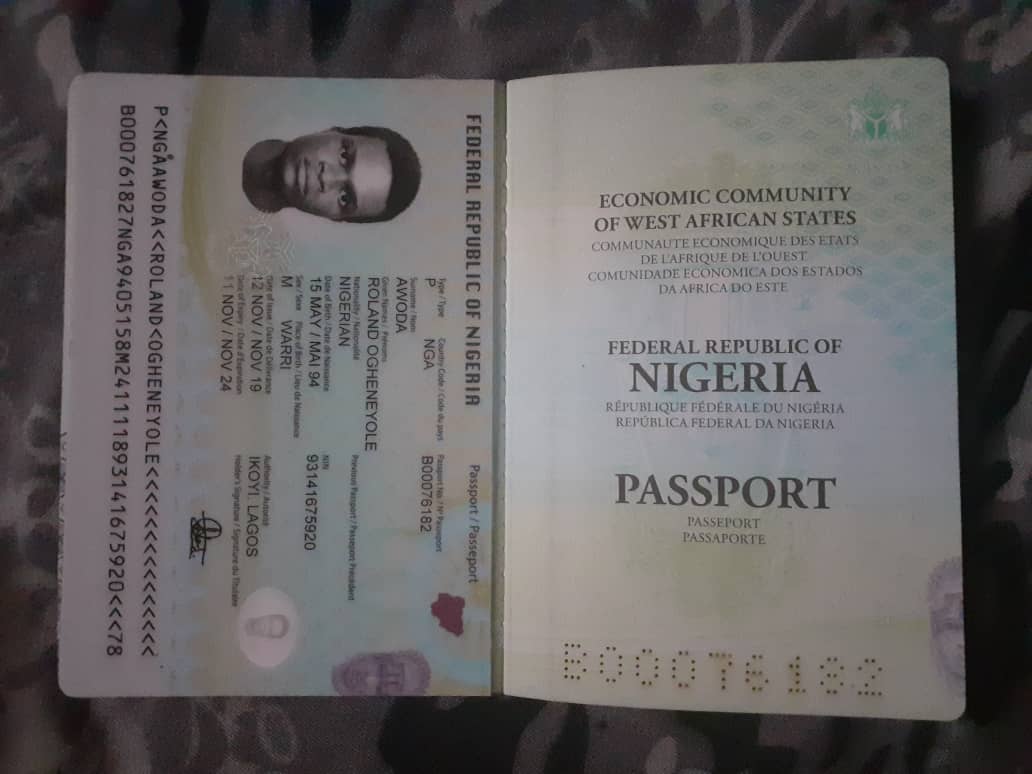 FEDERAL REPUBLIC OF NIGERIA
Passport / Passeport
Type / Type
Country Code / Code du pays
Passport No. / N° Passport
P
NGA
B00076182
Surname / Nom
AWODA
Given Names / Prénoms
ROLAND OGHENEYOLE
Nationality / Nationalité
Previous Passport / Passeport Précédent
NIGERIAN
Date of Birth / Date de Naissance
NIN
15 MAY / MAI 94
93141675920
Sex / Sexe
Place of Birth / Lieu de Naissance
M
WARRI
Date of Issue / Date de Délivrance
Authority / Autorité
12 NOV / NOV 19
IKOYI. LAGOS
Date of Expiry / Date d'Expiration
Holder's Signature / Signature du Titulaire
11 NOV / NOV 24
P<NGAAWODA<<ROLAND<OGHENEYOLE<<<<<<<<<<<<<<<
B000761827NGA9405158M241111893141675920<<<78
ECONOMIC COMMUNITY
OF WEST AFRICAN STATES
COMMUNAUTE ECONOMIQUE DES ETATS
DE L'AFRIQUE DE L'OUEST
COMUNIDADE ECONOMICA DOS ESTADOS
DA AFRICA DO ESTE
FEDERAL REPUBLIC OF
NIGERIA
RÉPUBLIQUE FÉDÉRALE DU NIGÉRIA
REPÚBLICA FEDERAL DA NIGERIA
PASSPORT
PASSEPORT
PASSAPORTE
B00076182